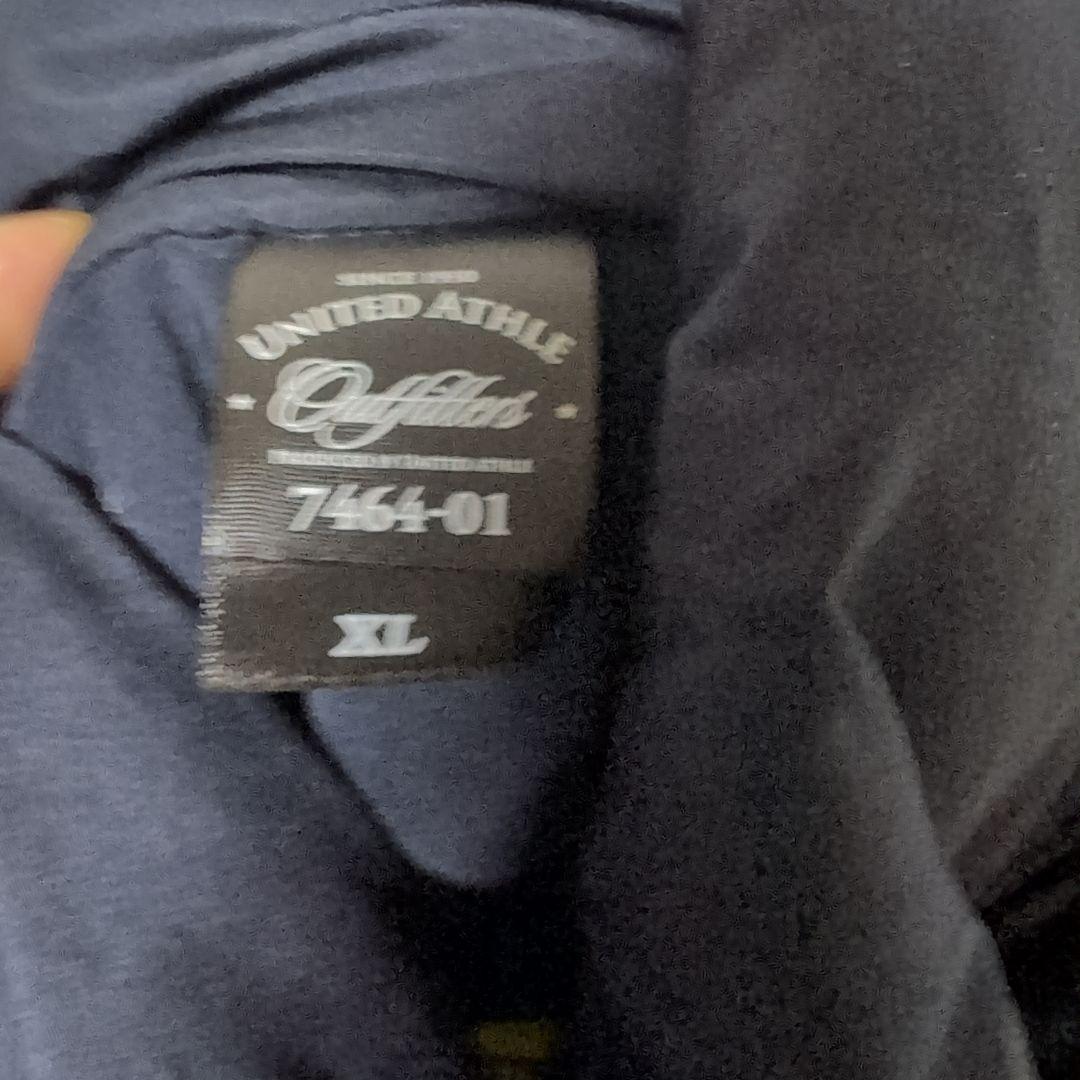 UNITED ATHLE
Outfitters
7464-01
XL